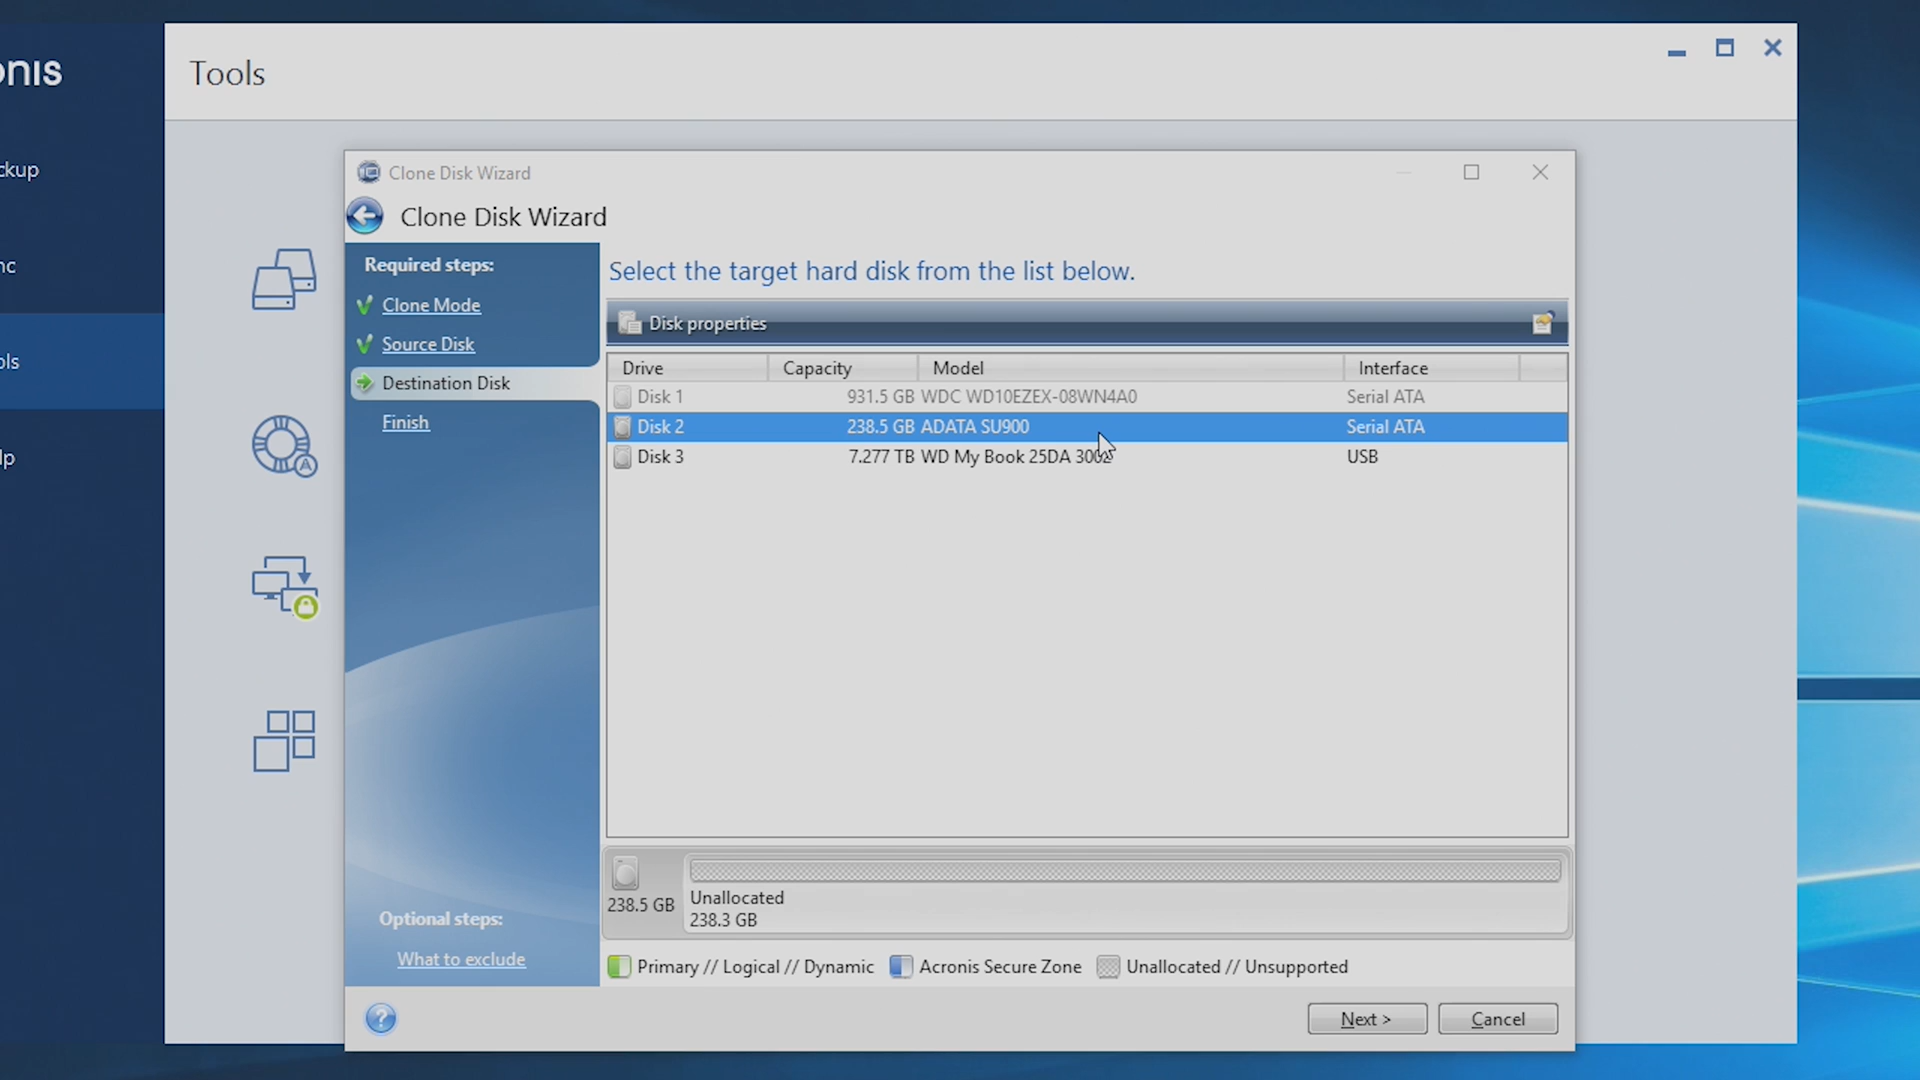 onis
Tools
ckup
nc
ols
lp
Clone Disk Wizard
Clone Disk Wizard
Required steps:
Clone Mode
Source Disk
Destination Disk
Finish
Optional steps:
What to exclude
Select the target hard disk from the list below.
Disk properties
Drive Capacity Model Interface
Disk 1 931.5 GB WDC WD10EZEX-08WN4A0 Serial ATA
Disk 2 238.5 GB ADATA SU900 Serial ATA
Disk 3 7.277 TB WD My Book 25DA 3002 USB
238.5 GB
Unallocated
238.3 GB
Primary // Logical // Dynamic Acronis Secure Zone Unallocated // Unsupported
? Next > Cancel